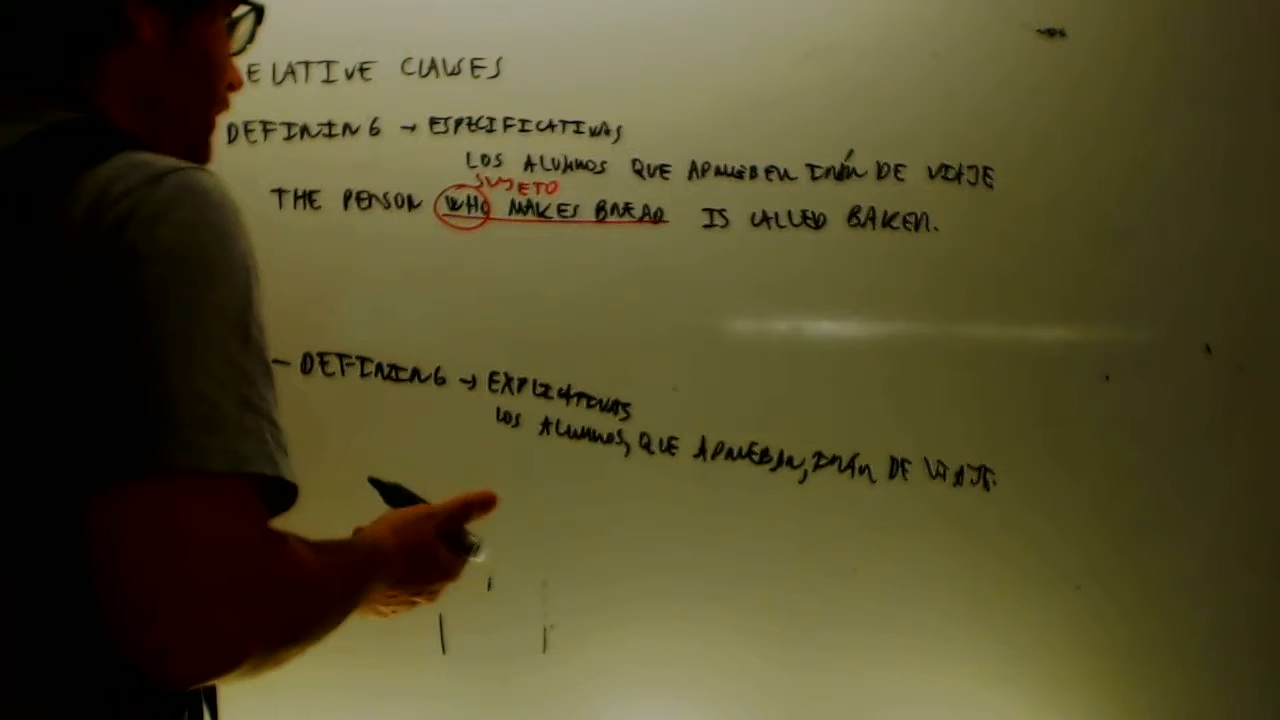 ELATIVE CLAUSES
DEFINING → ESPECIFICATIVAS
LOS ALUMNOS QUE APRUEBEN IRÁN DE VIAJE
SUJETO
THE PERSON WHO MAKES BREAD IS CALLED BAKER.
- DEFINING → EXPLICATIVAS
LOS ALUMNOS, QUE APRUEBAN, IRÁN DE VIAJE.